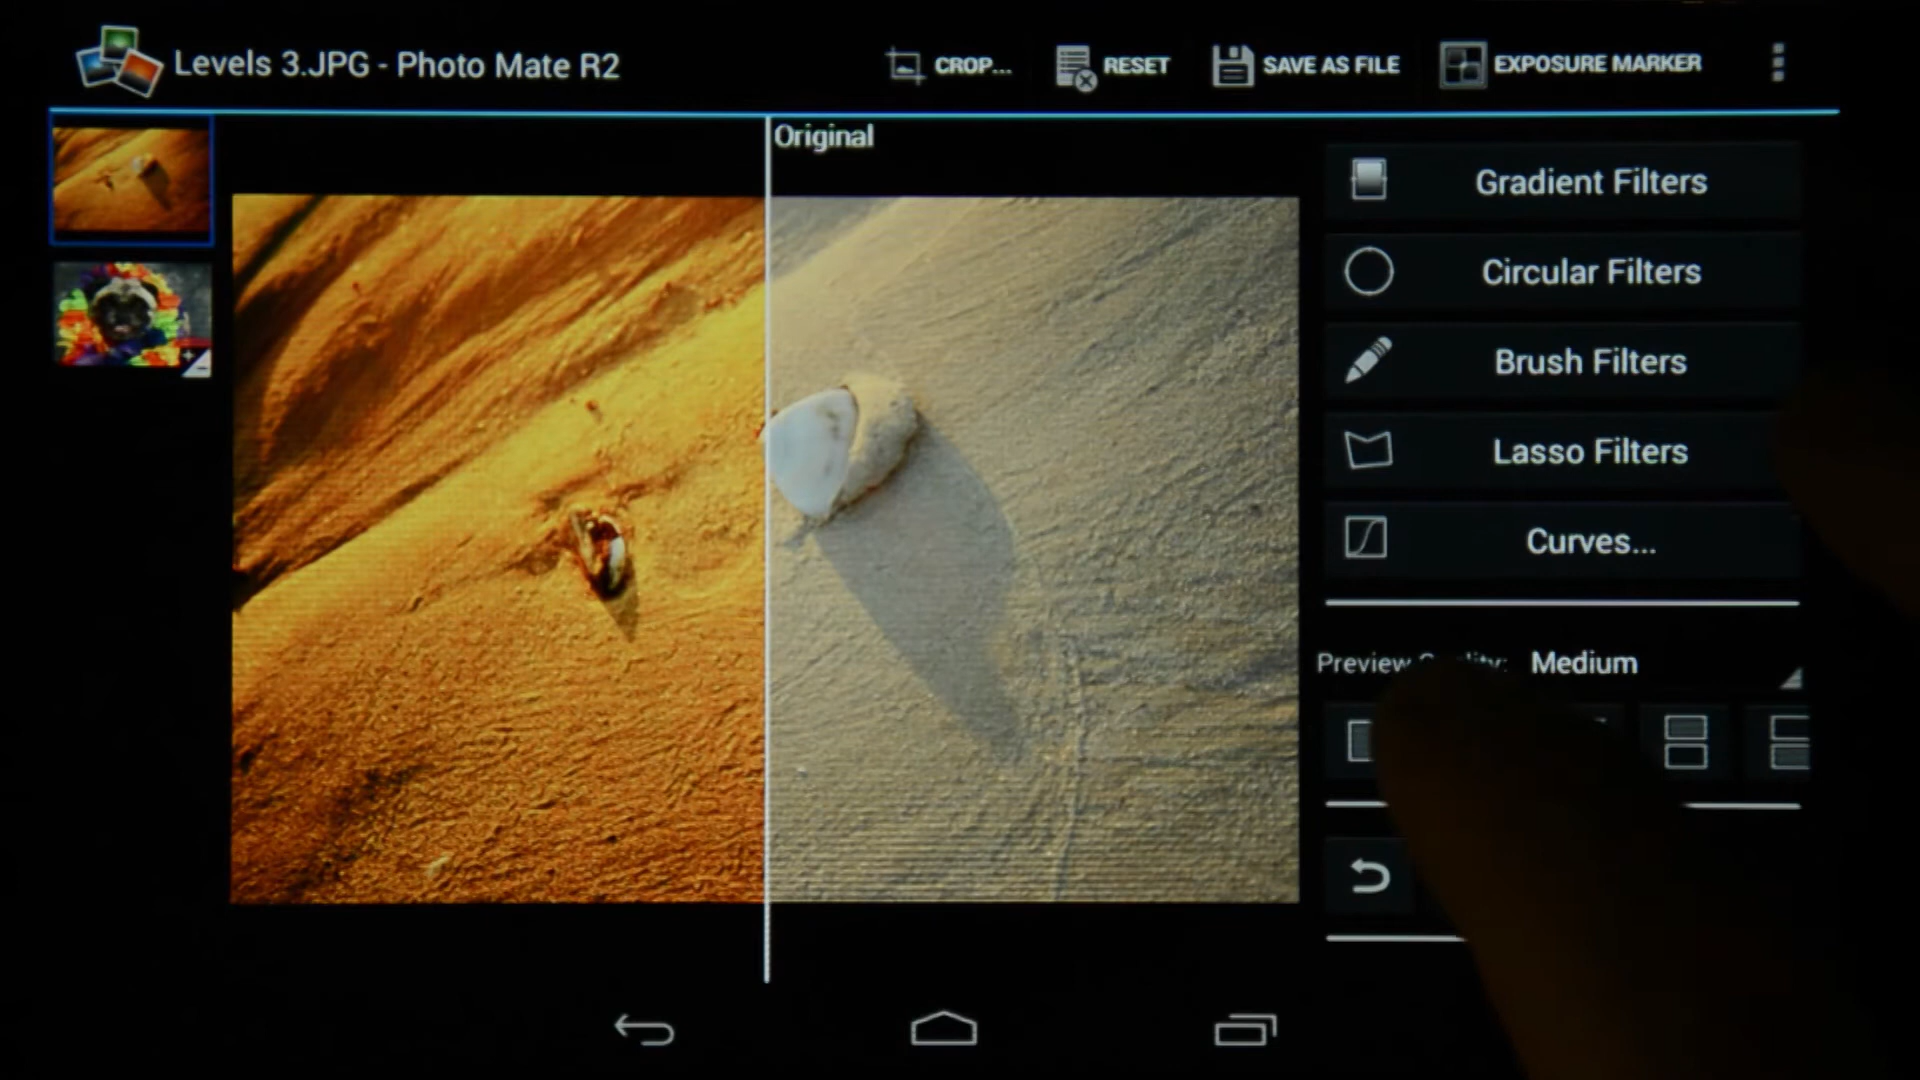 Levels 3.JPG - Photo Mate R2
CROP...
RESET
SAVE AS FILE
EXPOSURE MARKER
Original
Gradient Filters
Circular Filters
Brush Filters
Lasso Filters
Curves...
Preview
Medium